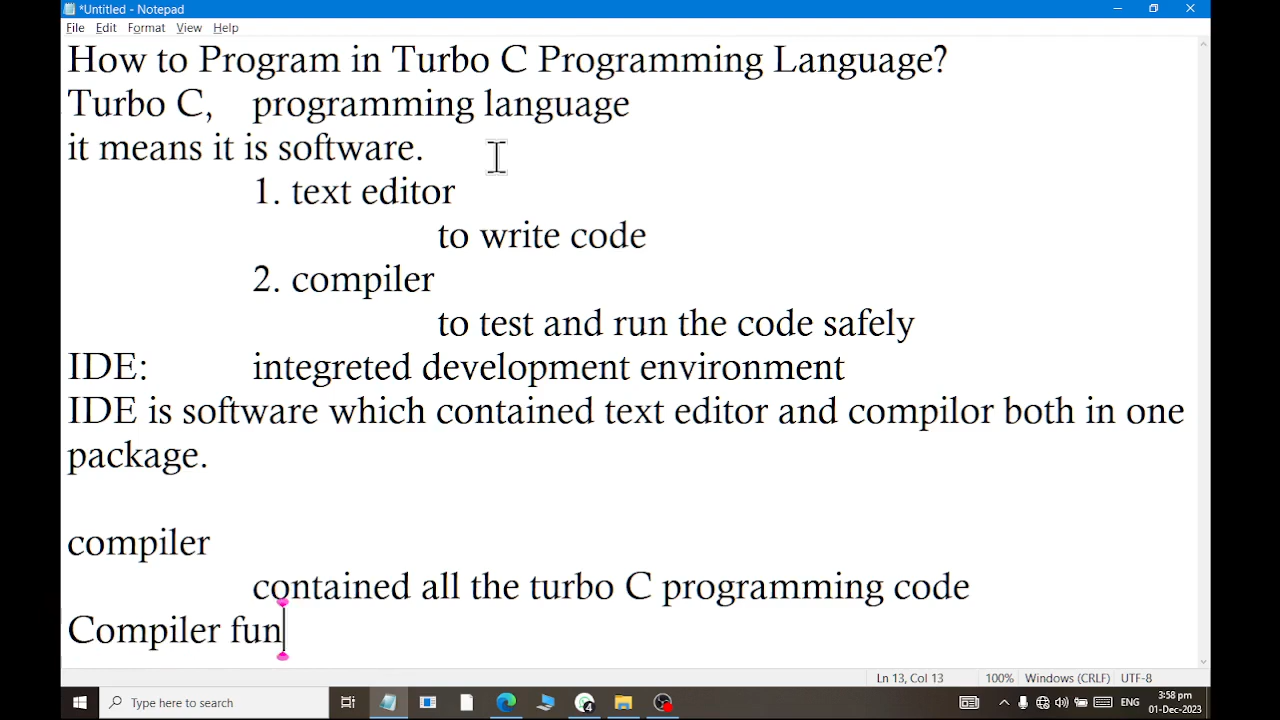 *Untitled - Notepad
File Edit Format View Help
How to Program in Turbo C Programming Language?
Turbo C, programming language
it means it is software.
1. text editor
to write code
2. compiler
to test and run the code safely
IDE: integreted development environment
IDE is software which contained text editor and compilor both in one
package.
compiler
contained all the turbo C programming code
Compiler fun
Ln 13, Col 13 100% Windows (CRLF) UTF-8
Type here to search
4
ENG
3:58 pm
01-Dec-2023